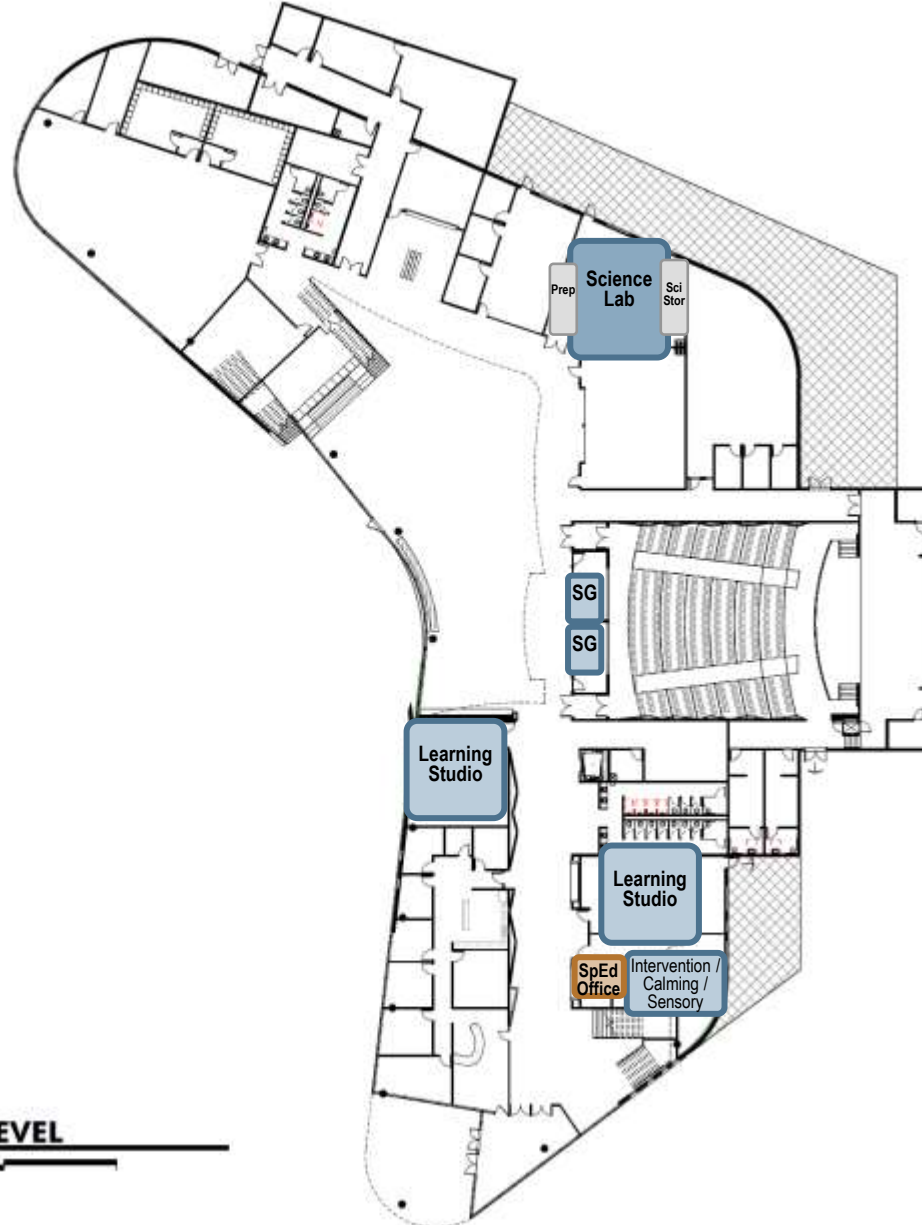 Prep
Science
Lab
Sci
Stor
SG
SG
Learning
Studio
Learning
Studio
SpEd
Office
Intervention /
Calming /
Sensory
EVEL